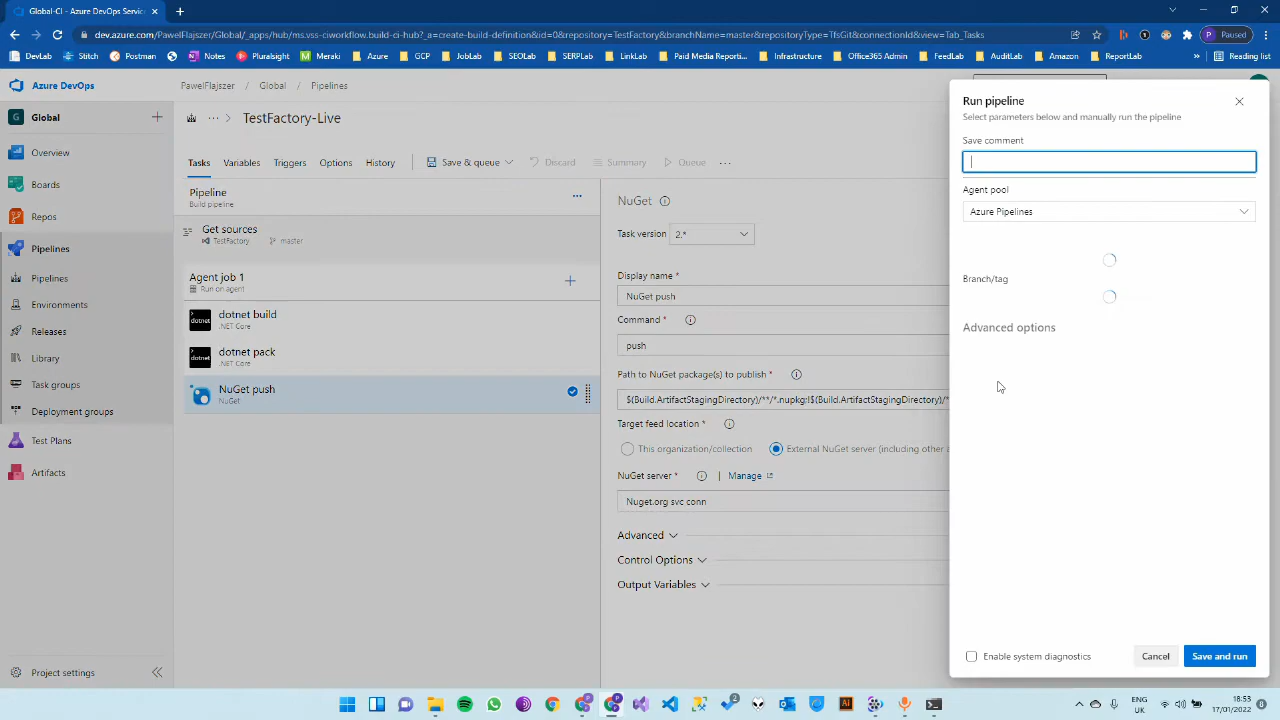 Global-CI - Azure DevOps Servic
dev.azure.com/PawelFlajszer/Global/_apps/hub/ms.vss-ciworkflow.build-ci-hub?_a=create-build-definition&id=0&repository=TestFactory&branchName=master&repositoryType=TfsGit&connectionId&view=Tab_Tasks
P Paused
DevLab Stitch Postman Notes Pluralsight Meraki Azure GCP JobLab SEOLab SERPLab LinkLab Paid Media Reporti... Infrastructure Office365 Admin FeedLab AuditLab Amazon ReportLab » Reading list
Azure DevOps
PawelFlajszer / Global / Pipelines
G Global
TestFactory-Live
Overview
Boards
Repos
Pipelines
Pipelines
Environments
Releases
Library
Task groups
Deployment groups
Test Plans
Artifacts
Project settings
Tasks Variables Triggers Options History
Save & queue Discard Summary Queue ...
Pipeline
Build pipeline
Get sources
TestFactory master
Agent job 1
Run on agent
dotnet
dotnet build
.NET Core
dotnet
dotnet pack
.NET Core
NuGet push
NuGet
NuGet
Task version 2.*
Display name *
NuGet push
Command *
push
Path to NuGet package(s) to publish *
$(Build.ArtifactStagingDirectory)/**/*.nupkg;!$(Build.ArtifactStagingDirectory)/**
Target feed location *
This organization/collection External NuGet server (including other a
NuGet server * | Manage
Nuget.org svc conn
Advanced
Control Options
Output Variables
Run pipeline
Select parameters below and manually run the pipeline
Save comment
Agent pool
Azure Pipelines
Branch/tag
Advanced options
Enable system diagnostics
Cancel
Save and run
2
Ai
ENG
UK
18:53
17/01/2022